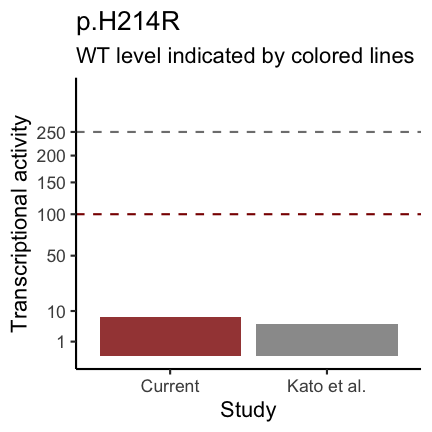 p.H214R
WT level indicated by colored lines
Transcriptional activity
250
200
150
100
50
10
1
Current
Kato et al.
Study